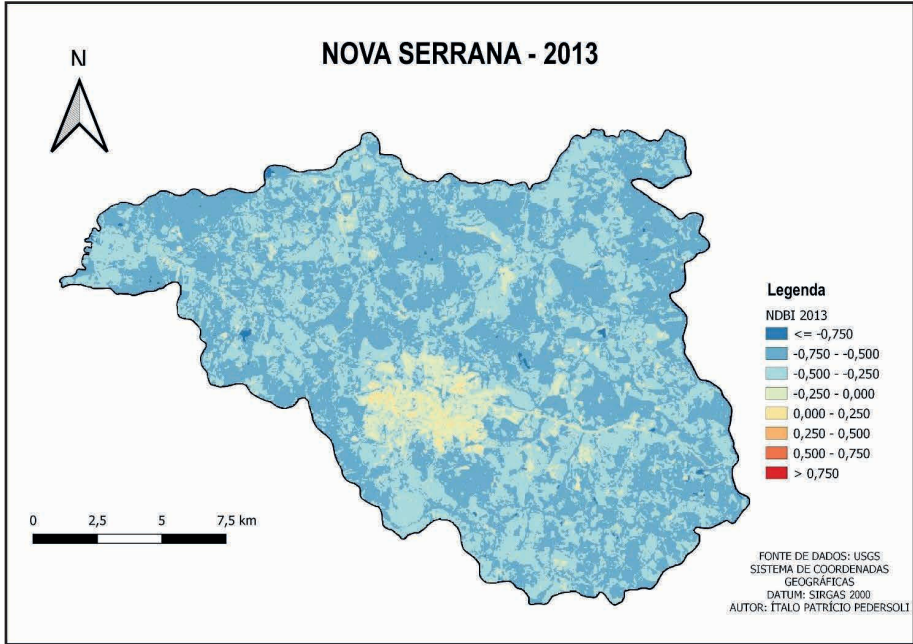 NOVA SERRANA - 2013
N
Legenda
NDBI 2013
<= -0,750
-0,750 - -0,500
-0,500 - -0,250
-0,250 - 0,000
0,000 - 0,250
0,250 - 0,500
0,500 - 0,750
> 0,750
0 2,5 5 7,5 km
FONTE DE DADOS: USGS
SISTEMA DE COORDENADAS
GEOGRÁFICAS
DATUM: SIRGAS 2000
AUTOR: ÍTALO PATRÍCIO PEDERSOLI